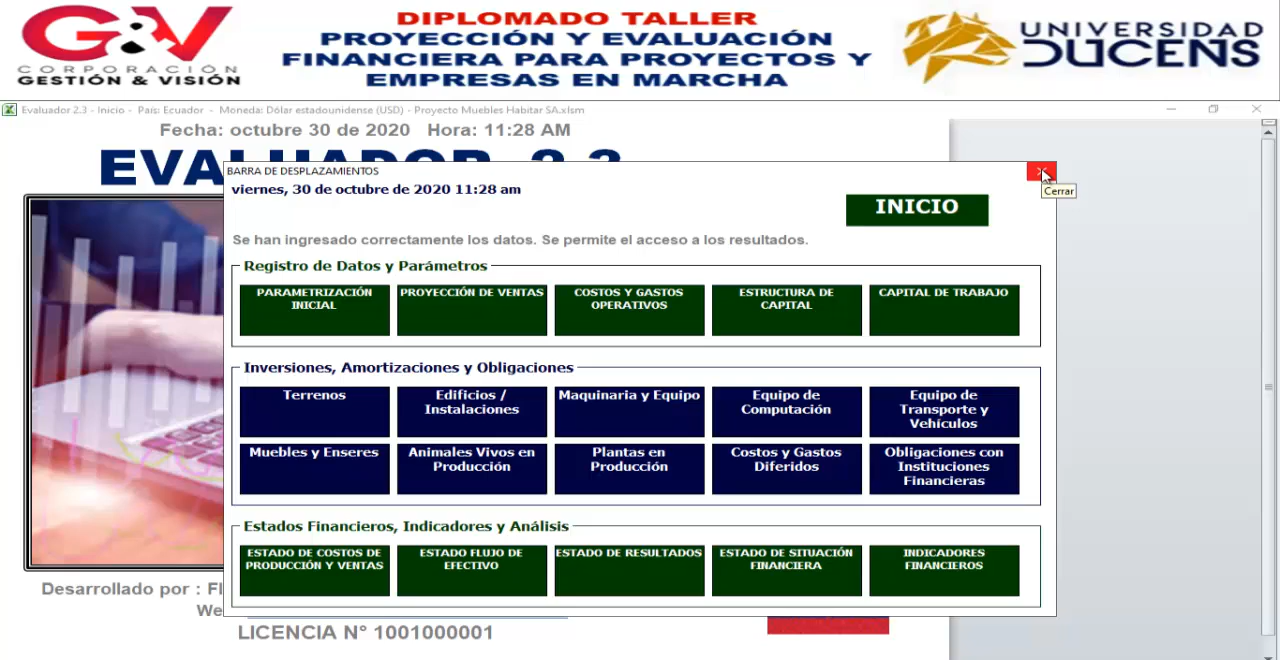 G&V
CORPORACIÓN
GESTIÓN & VISIÓN
DIPLOMADO TALLER
PROYECCIÓN Y EVALUACIÓN
FINANCIERA PARA PROYECTOS Y
EMPRESAS EN MARCHA
UNIVERSIDAD
DUCENS
Evaluador 2.3 - Inicio - País: Ecuador - Moneda: Dólar estadounidense (USD) - Proyecto Muebles Habitar SA.xlsm
Fecha: octubre 30 de 2020 Hora: 11:28 AM
EVALUADOR 2.3
BARRA DE DESPLAZAMIENTOS
viernes, 30 de octubre de 2020 11:28 am
Cerrar
INICIO
Se han ingresado correctamente los datos. Se permite el acceso a los resultados.
Registro de Datos y Parámetros
PARAMETRIZACIÓN
INICIAL
PROYECCIÓN DE VENTAS
COSTOS Y GASTOS
OPERATIVOS
ESTRUCTURA DE
CAPITAL
CAPITAL DE TRABAJO
Inversiones, Amortizaciones y Obligaciones
Terrenos
Edificios /
Instalaciones
Maquinaria y Equipo
Equipo de
Computación
Equipo de
Transporte y
Vehículos
Muebles y Enseres
Animales Vivos en
Producción
Plantas en
Producción
Costos y Gastos
Diferidos
Obligaciones con
Instituciones
Financieras
Estados Financieros, Indicadores y Análisis
ESTADO DE COSTOS DE
PRODUCCIÓN Y VENTAS
ESTADO FLUJO DE
EFECTIVO
ESTADO DE RESULTADOS
ESTADO DE SITUACIÓN
FINANCIERA
INDICADORES
FINANCIEROS
Desarrollado por : Fl
We
LICENCIA N° 1001000001